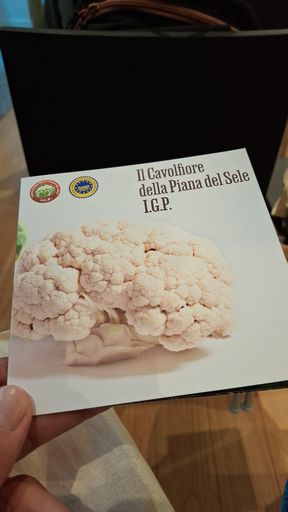 Il Cavolfiore
della Piana del Sele
I.G.P.
I.G.P.